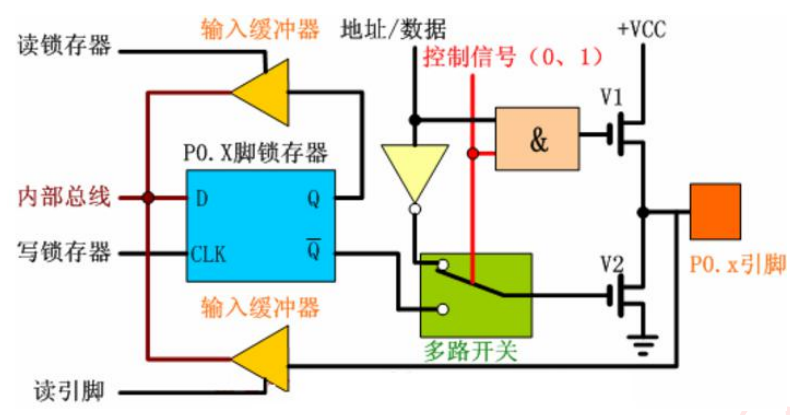 输入缓冲器
地址/数据
+VCC
读锁存器
控制信号（0、1）
V1
&
P0.X脚锁存器
内部总线
D
Q
写锁存器
CLK
Q̅
V2
P0.x引脚
输入缓冲器
多路开关
读引脚